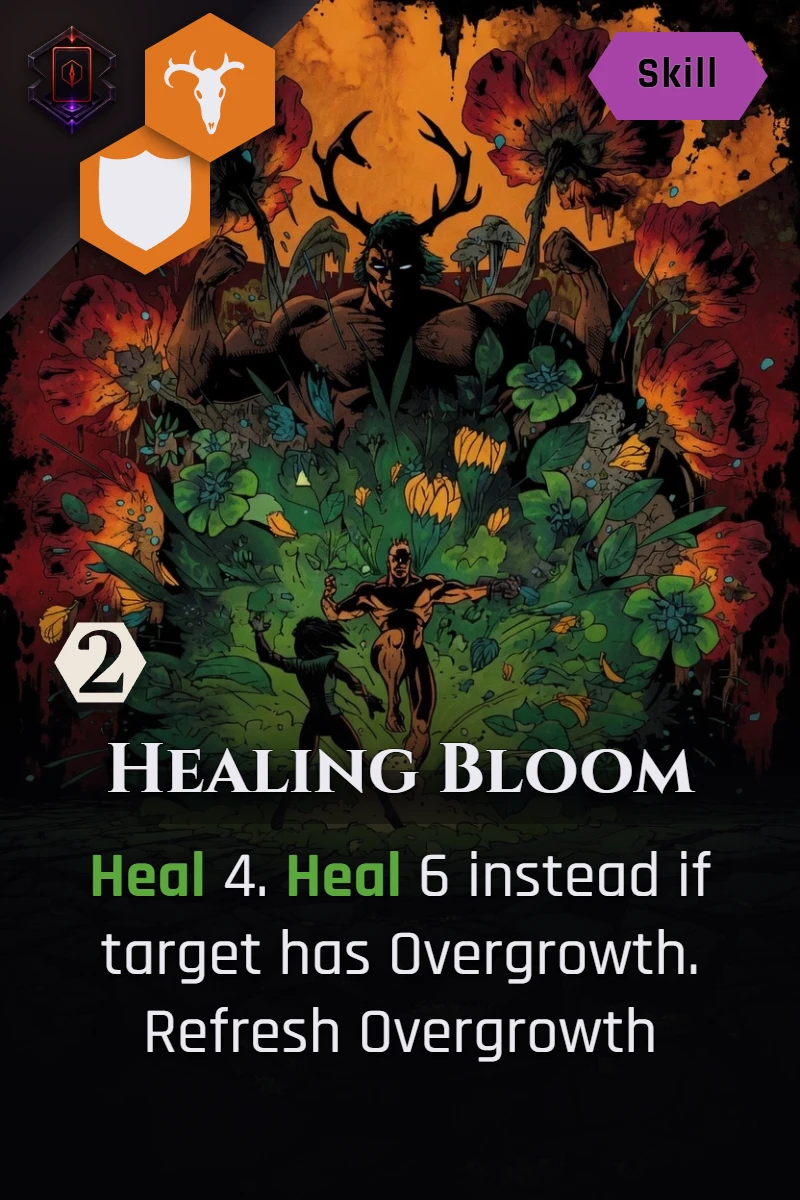 Skill
2
Healing Bloom
Heal 4. Heal 6 instead if
target has Overgrowth.
Refresh Overgrowth